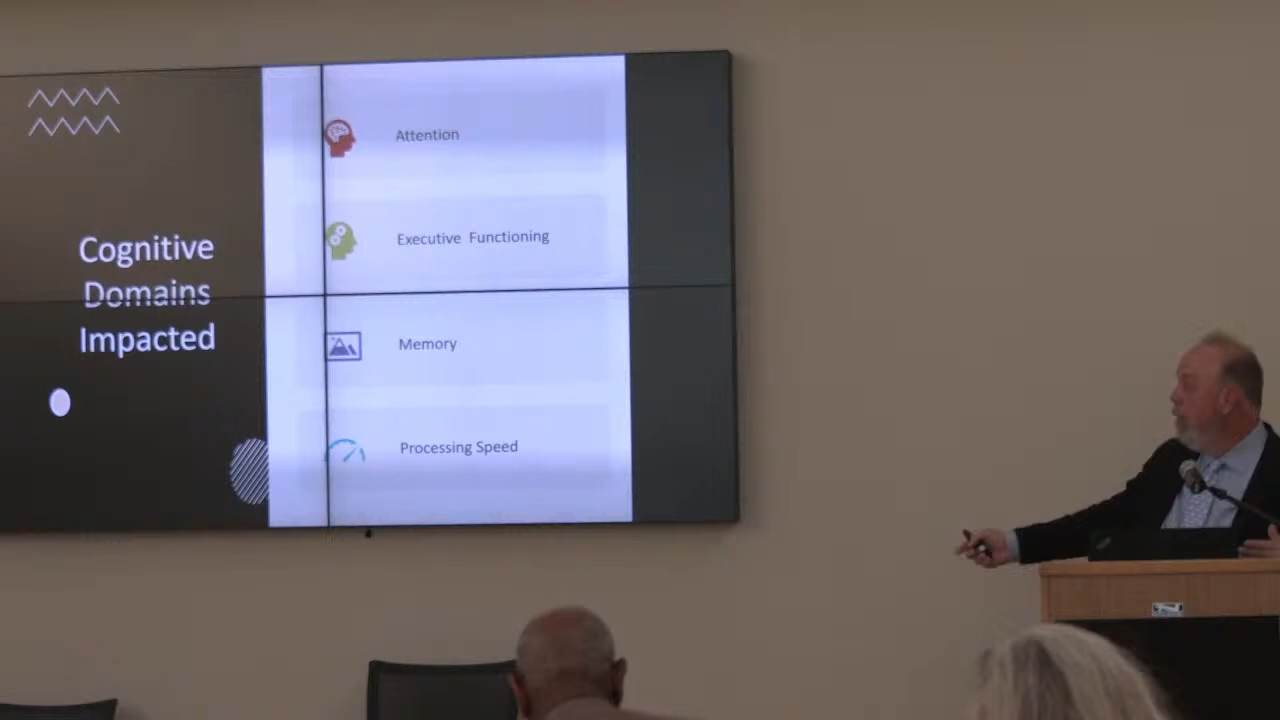 Cognitive
Domains
Impacted
Attention
Executive Functioning
Memory
Processing Speed